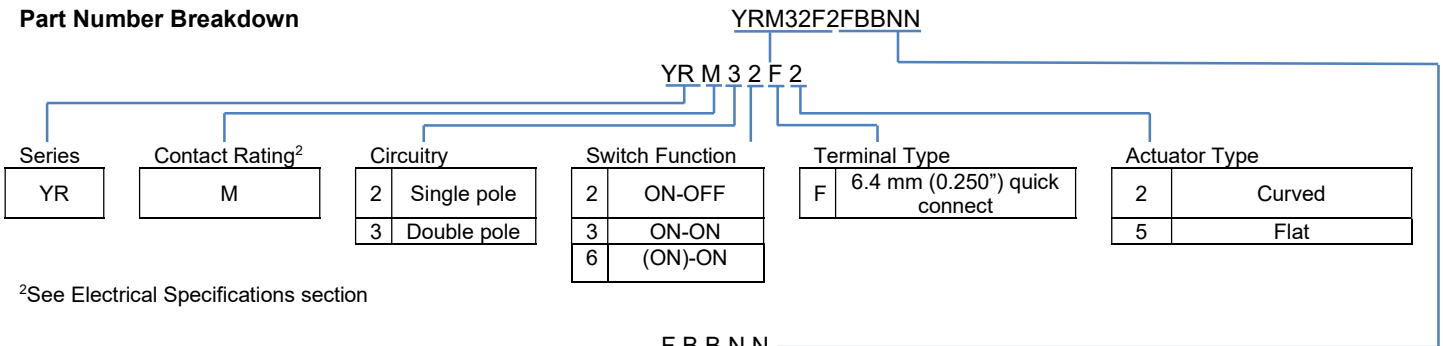 Part Number Breakdown YRM32F2FBBNN
YR M 3 2 F 2
Series Contact Rating2 Circuitry Switch Function Terminal Type Actuator Type
YR M 2 Single pole 2 ON-OFF F 6.4 mm (0.250”) quick connect 2 Curved
3 Double pole 3 ON-ON 5 Flat
6 (ON)-ON
2See Electrical Specifications section
F B B N N